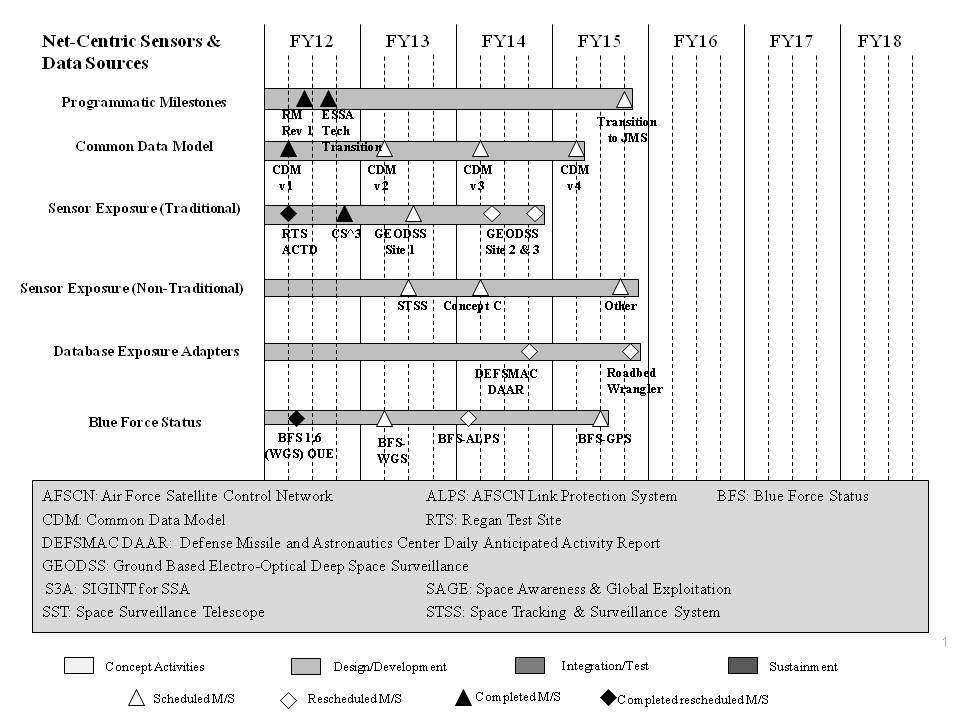 Net-Centric Sensors &
Data Sources
FY12 FY13 FY14 FY15 FY16 FY17 FY18
Programmatic Milestones
RM
Rev 1
ESSA
Tech
Transition
Transition
to JMS
Common Data Model
CDM
v1
CDM
v2
CDM
v3
CDM
v4
Sensor Exposure (Traditional)
RTS
ACTD
CS^3
GEODSS
Site 1
GEODSS
Site 2 & 3
Sensor Exposure (Non-Traditional)
STSS
Concept C
Other
Database Exposure Adapters
DEFSMAC
DAAR
Roadbed
Wrangler
Blue Force Status
BFS 1.6
(WGS) OUE
BFS-
WGS
BFS-ALPS
BFS-GPS
AFSCN: Air Force Satellite Control Network ALPS: AFSCN Link Protection System BFS: Blue Force Status
CDM: Common Data Model RTS: Regan Test Site
DEFSMAC DAAR: Defense Missile and Astronautics Center Daily Anticipated Activity Report
GEODSS: Ground Based Electro-Optical Deep Space Surveillance
S3A: SIGINT for SSA SAGE: Space Awareness & Global Exploitation
SST: Space Surveillance Telescope STSS: Space Tracking & Surveillance System
1
Concept Activities Design/Development Integration/Test Sustainment
Scheduled M/S Rescheduled M/S Completed M/S Completed rescheduled M/S